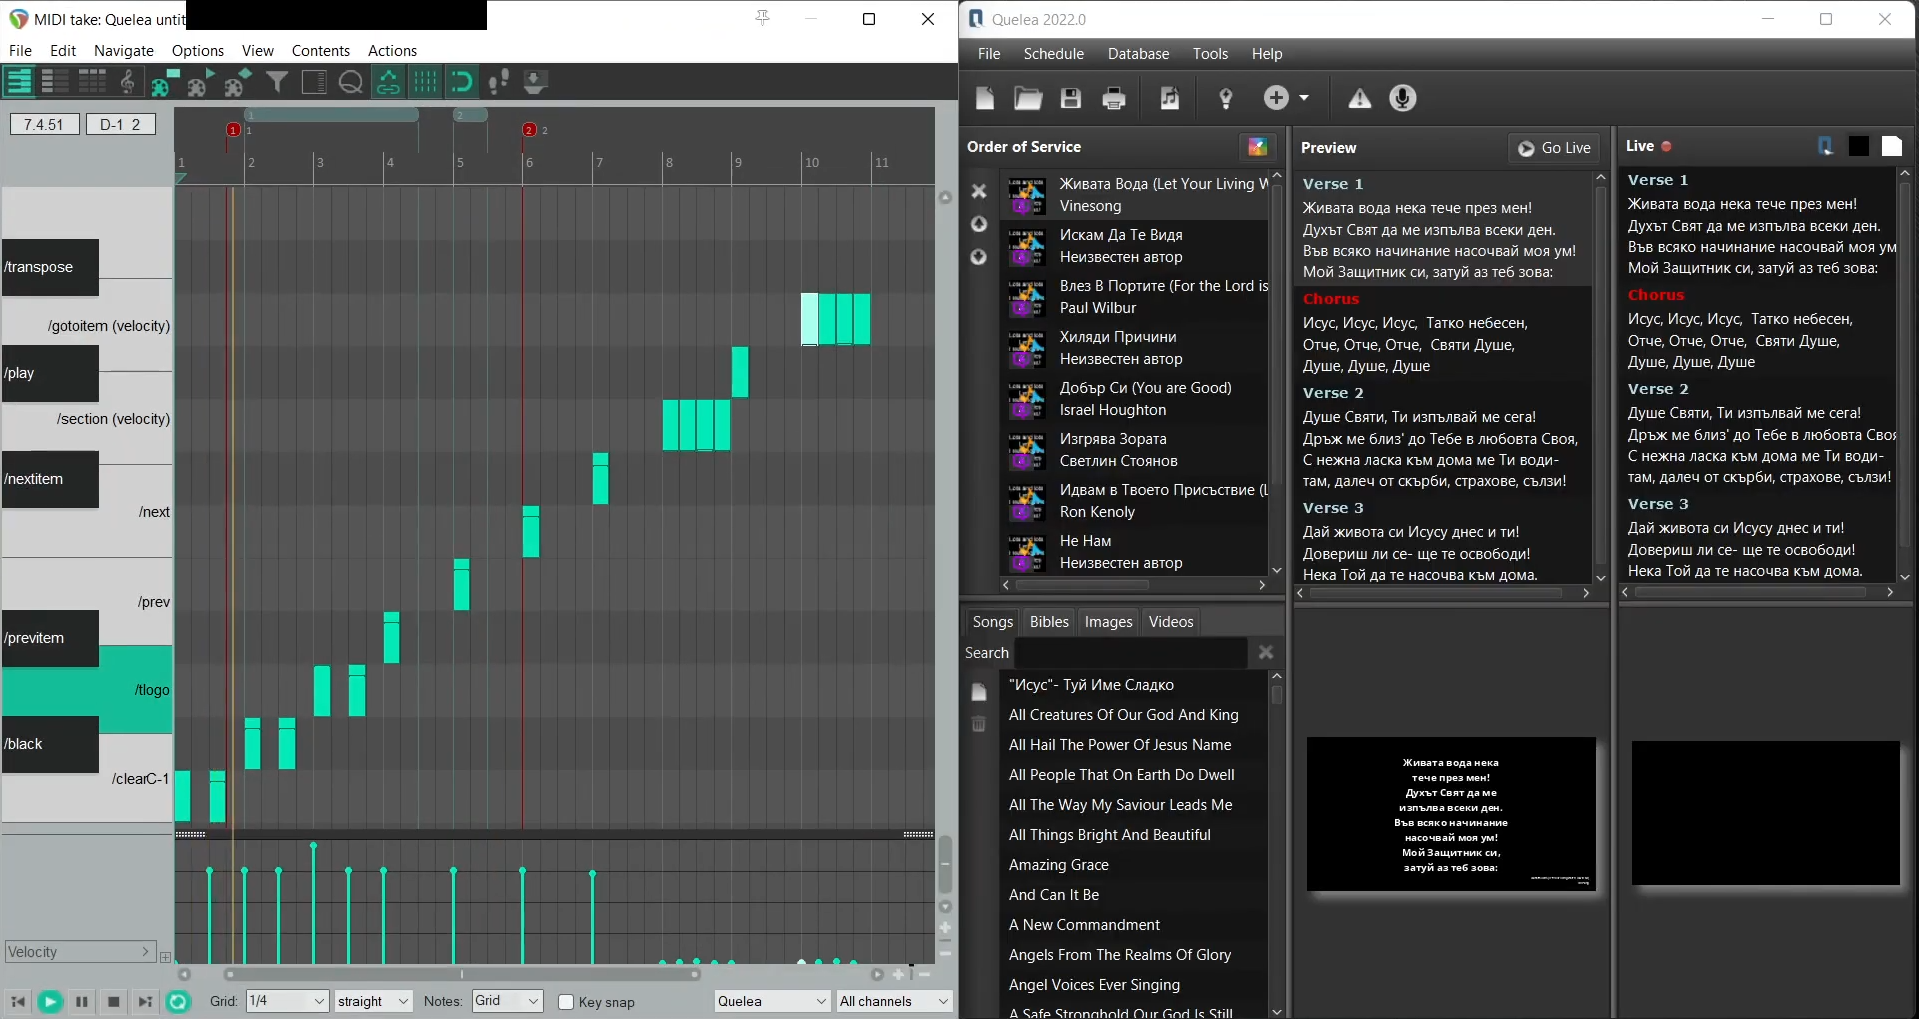 MIDI take: Quelea untit
File Edit Navigate Options View Contents Actions
7.4.51 D-1 2
1 2
1 1 2 2
1 2 3 4 5 6 7 8 9 10 11
/transpose
/gotoitem (velocity)
/play
/section (velocity)
/nextitem
/next
/prev
/previtem
/tlogo
/black
/clearC-1
Velocity
Grid: 1/4 straight Notes: Grid Key snap Quelea All channels
Quelea 2022.0
File Schedule Database Tools Help
Order of Service
Живата Вода (Let Your Living W
Vinesong
Искам Да Те Видя
Неизвестен автор
Влез В Портите (For the Lord is
Paul Wilbur
Хиляди Причини
Неизвестен автор
Добър Си (You are Good)
Israel Houghton
Изгрява Зората
Светлин Стоянов
Идвам в Твоето Присъствие (L
Ron Kenoly
Не Нам
Неизвестен автор
Songs Bibles Images Videos
Search
"Исус"- Туй Име Сладко
All Creatures Of Our God And King
All Hail The Power Of Jesus Name
All People That On Earth Do Dwell
All The Way My Saviour Leads Me
All Things Bright And Beautiful
Amazing Grace
And Can It Be
A New Commandment
Angels From The Realms Of Glory
Angel Voices Ever Singing
A Safe Stronghold Our God Is Still
Preview Go Live
Verse 1
Живата вода нека тече през мен!
Духът Свят да ме изпълва всеки ден.
Във всяко начинание насочвай моя ум!
Мой Защитник си, затуй аз теб зова:
Chorus
Исус, Исус, Исус, Татко небесен,
Отче, Отче, Отче, Святи Душе,
Душе, Душе, Душе
Verse 2
Душе Святи, Ти изпълвай ме сега!
Дръж ме близ' до Тебе в любовта Своя,
С нежна ласка към дома ме Ти води-
там, далеч от скърби, страхове, сълзи!
Verse 3
Дай живота си Исусу днес и ти!
Довериш ли се- ще те освободи!
Нека Той да те насочва към дома.
Живата вода нека
тече през мен!
Духът Свят да ме
изпълва всеки ден.
Във всяко начинание
насочвай моя ум!
Мой Защитник си,
затуй аз теб зова:
Live
Verse 1
Живата вода нека тече през мен!
Духът Свят да ме изпълва всеки ден.
Във всяко начинание насочвай моя ум
Мой Защитник си, затуй аз теб зова:
Chorus
Исус, Исус, Исус, Татко небесен,
Отче, Отче, Отче, Святи Душе,
Душе, Душе, Душе
Verse 2
Душе Святи, Ти изпълвай ме сега!
Дръж ме близ' до Тебе в любовта Своя
С нежна ласка към дома ме Ти води-
там, далеч от скърби, страхове, сълзи!
Verse 3
Дай живота си Исусу днес и ти!
Довериш ли се- ще те освободи!
Нека Той да те насочва към дома.